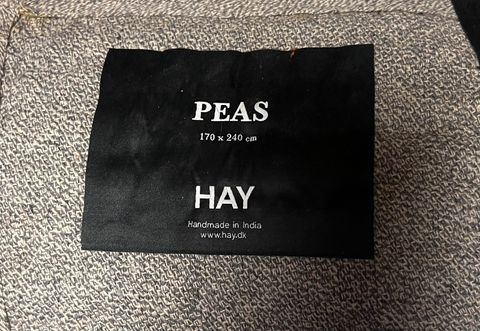 PEAS
170 x 240 cm
HAY
Handmade in India
www.hay.dk